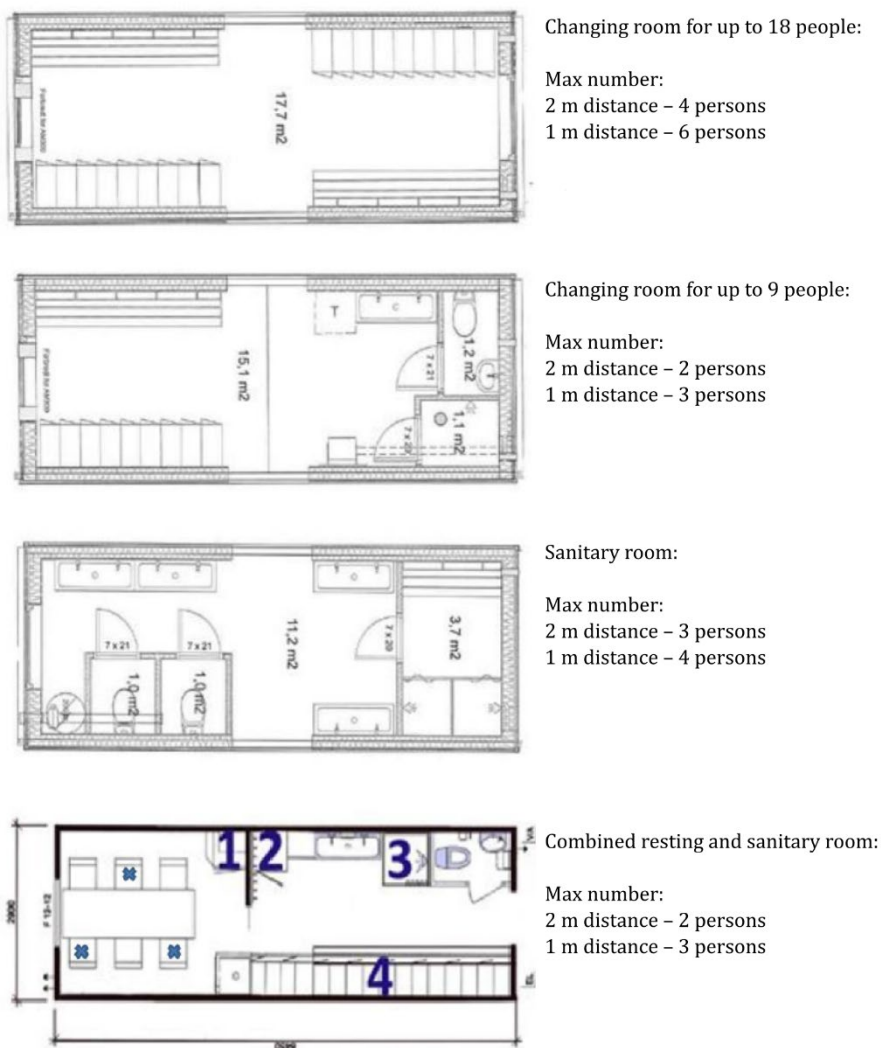 Changing room for up to 18 people:
Max number:
2 m distance – 4 persons
1 m distance – 6 persons
17,7 m2
Changing room for up to 9 people:
Max number:
2 m distance – 2 persons
1 m distance – 3 persons
15,1 m2
T
C
1,2 m2
7 x 21
1,1 m2
Sanitary room:
Max number:
2 m distance – 3 persons
1 m distance – 4 persons
11,2 m2
3,7 m2
7 x 21
7 x 21
7 x 20
1,0 m2
1,0 m2
Combined resting and sanitary room:
Max number:
2 m distance – 2 persons
1 m distance – 3 persons
1
2
3
4
VA
EL